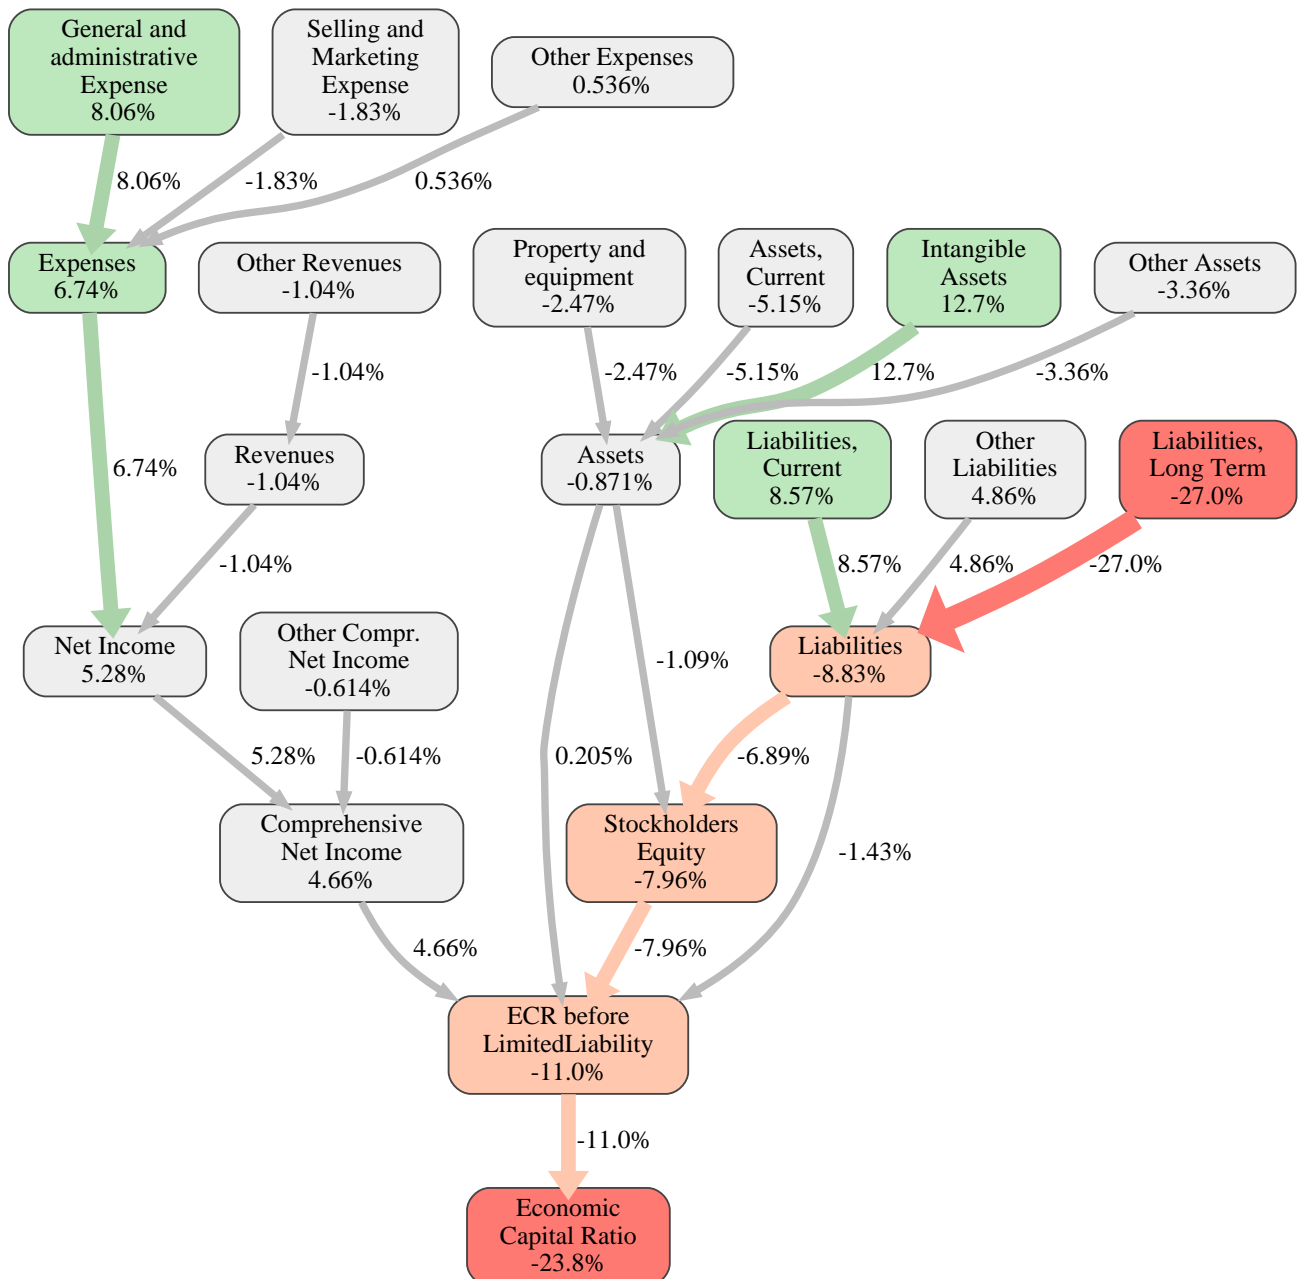 General and
administrative
Expense
8.06%
Selling and
Marketing
Expense
-1.83%
Other Expenses
0.536%
8.06%
-1.83%
0.536%
Expenses
6.74%
Other Revenues
-1.04%
Property and
equipment
-2.47%
Assets,
Current
-5.15%
Intangible
Assets
12.7%
Other Assets
-3.36%
-1.04%
-2.47%
-5.15%
12.7%
-3.36%
6.74%
Revenues
-1.04%
Assets
-0.871%
Liabilities,
Current
8.57%
Other
Liabilities
4.86%
Liabilities,
Long Term
-27.0%
-1.04%
8.57%
4.86%
-27.0%
Net Income
5.28%
Other Compr.
Net Income
-0.614%
-1.09%
Liabilities
-8.83%
5.28%
-0.614%
0.205%
-6.89%
Comprehensive
Net Income
4.66%
Stockholders
Equity
-7.96%
-1.43%
4.66%
-7.96%
ECR before
LimitedLiability
-11.0%
-11.0%
Economic
Capital Ratio
-23.8%